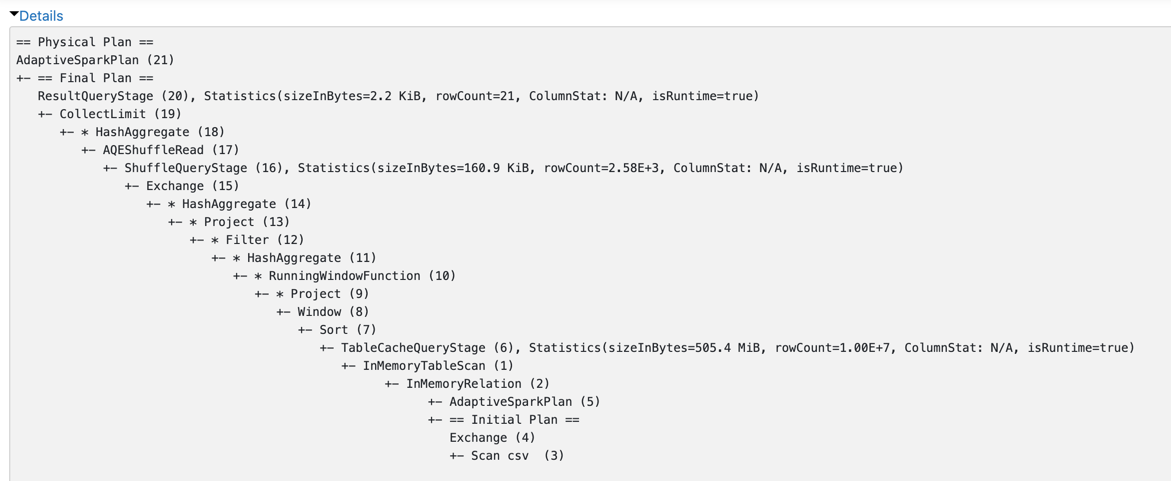 Details
== Physical Plan ==
AdaptiveSparkPlan (21)
+- == Final Plan ==
   ResultQueryStage (20), Statistics(sizeInBytes=2.2 KiB, rowCount=21, ColumnStat: N/A, isRuntime=true)
   +- CollectLimit (19)
      +- * HashAggregate (18)
         +- AQEShuffleRead (17)
            +- ShuffleQueryStage (16), Statistics(sizeInBytes=160.9 KiB, rowCount=2.58E+3, ColumnStat: N/A, isRuntime=true)
               +- Exchange (15)
                  +- * HashAggregate (14)
                     +- * Project (13)
                        +- * Filter (12)
                           +- * HashAggregate (11)
                              +- * RunningWindowFunction (10)
                                 +- * Project (9)
                                    +- Window (8)
                                       +- Sort (7)
                                          +- TableCacheQueryStage (6), Statistics(sizeInBytes=505.4 MiB, rowCount=1.00E+7, ColumnStat: N/A, isRuntime=true)
                                             +- InMemoryTableScan (1)
                                                   +- InMemoryRelation (2)
                                                         +- AdaptiveSparkPlan (5)
                                                         +- == Initial Plan ==
                                                            Exchange (4)
                                                            +- Scan csv  (3)